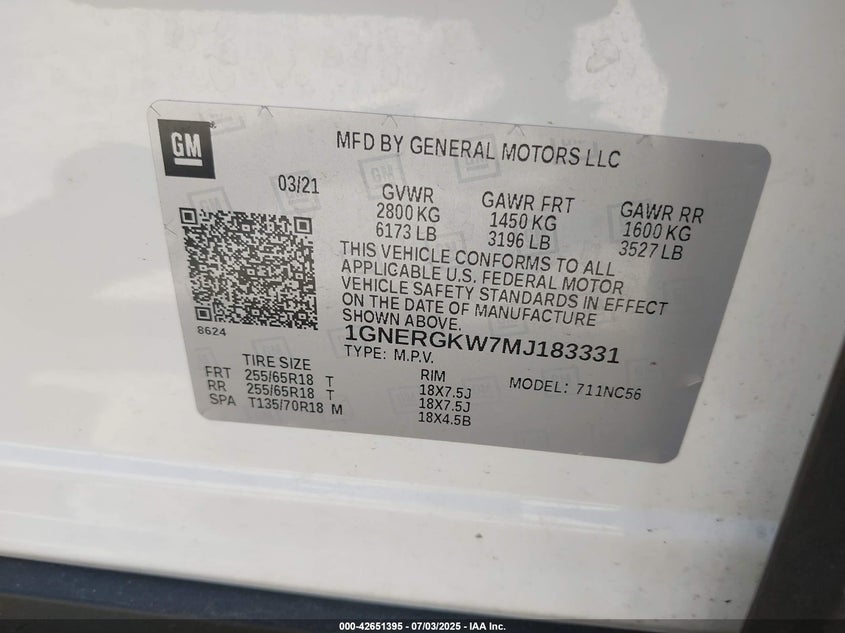 GM
MFD BY GENERAL MOTORS LLC
03/21
GVWR
2800 KG
6173 LB
GAWR FRT
1450 KG
3196 LB
GAWR RR
1600 KG
3527 LB
THIS VEHICLE CONFORMS TO ALL
APPLICABLE U.S. FEDERAL MOTOR
VEHICLE SAFETY STANDARDS IN EFFECT
ON THE DATE OF MANUFACTURE
SHOWN ABOVE.
8624
1GNERGKW7MJ183331
TYPE: M.P.V.
MODEL: 711NC56
TIRE SIZE RIM
FRT 255/65R18 T 18X7.5J
RR 255/65R18 T 18X7.5J
SPA T135/70R18 M 18X4.5B
000-42651395 - 07/03/2025 - IAA Inc.